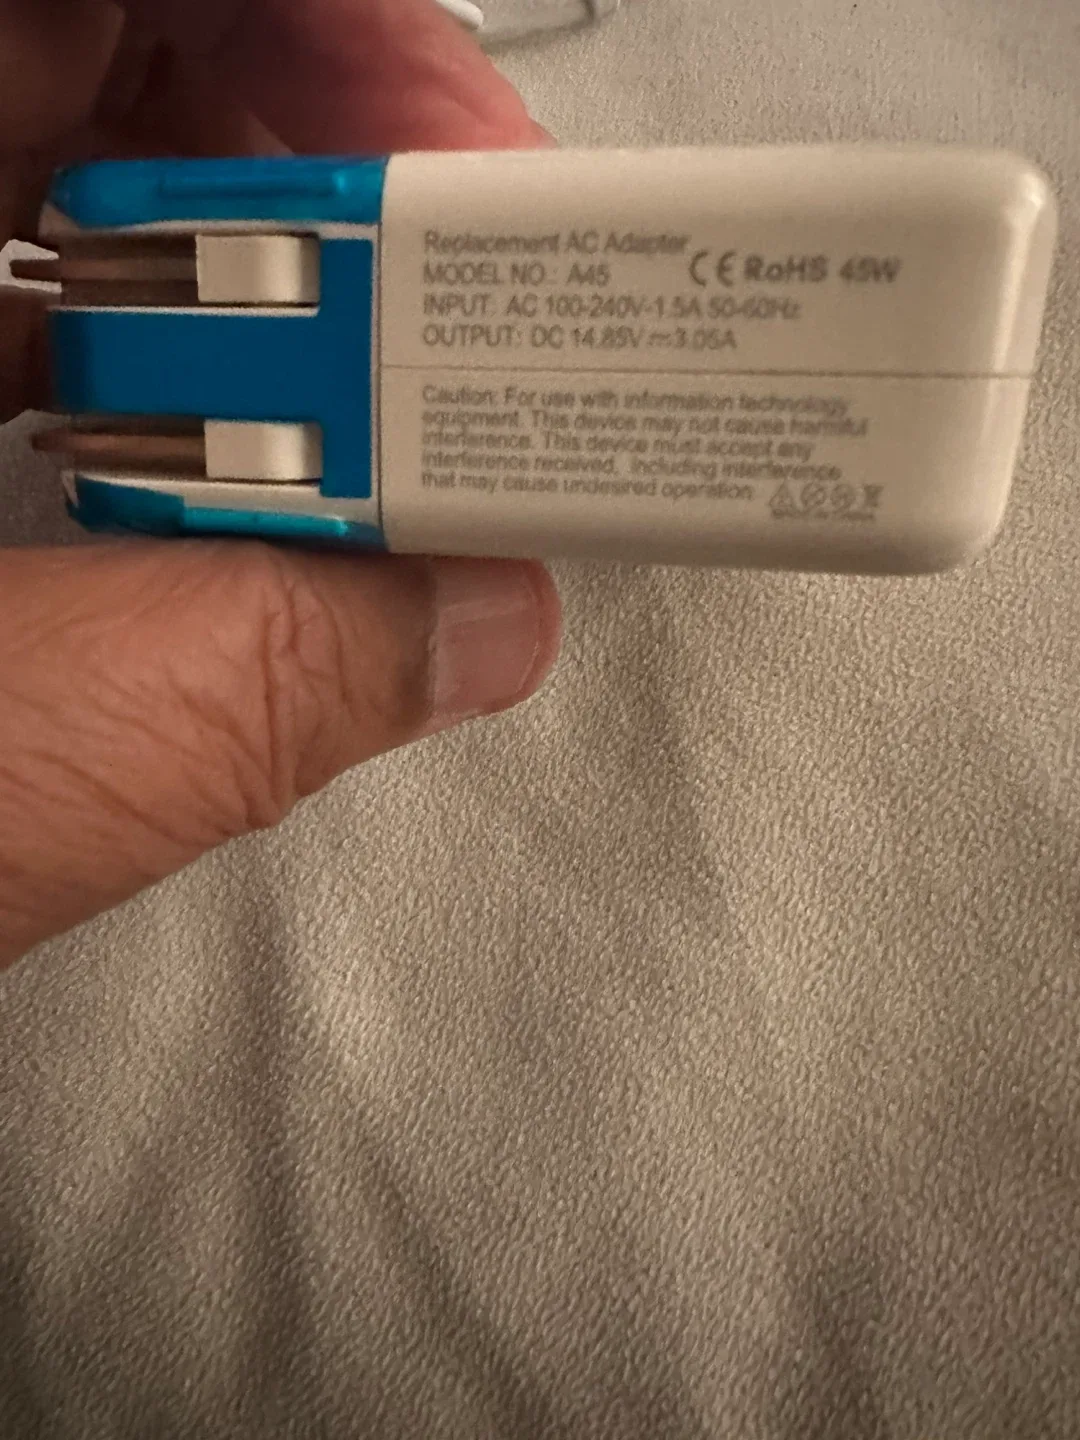 Replacement AC Adapter
MODEL NO.: A45
CE RoHS 45W
INPUT: AC 100-240V-1.5A 50-60Hz
OUTPUT: DC 14.85V⎓3.05A
Caution: For use with information technology
equipment. This device may not cause harmful
interference. This device must accept any
interference received, including interference
that may cause undesired operation.